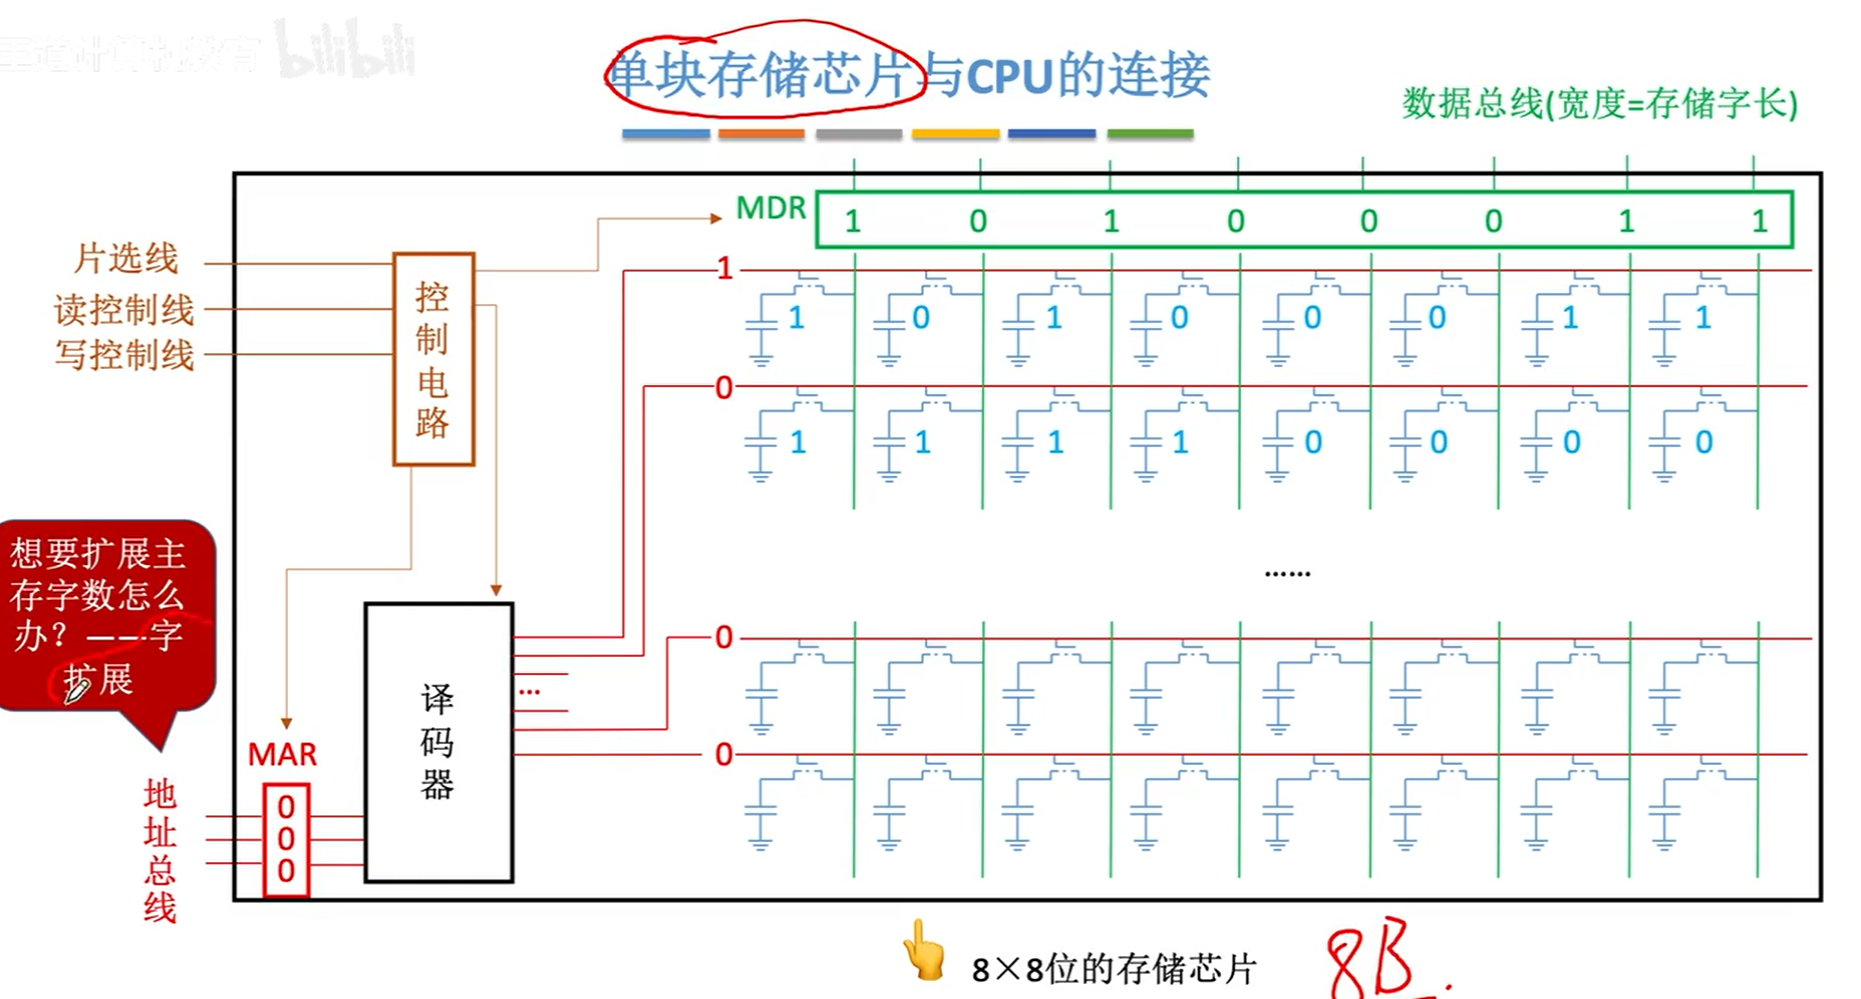 王道计算机教育 bilibili
单块存储芯片与CPU的连接
数据总线(宽度=存储字长)
MDR 1 0 1 0 0 0 1 1
片选线
读控制线
写控制线
控制电路
1
1 0 1 0 0 0 1 1
0
1 1 1 1 0 0 0 0
……
想要扩展主
存字数怎么
办？——字
扩展
译码器
...
0
0
MAR
0
0
0
地址总线
8×8位的存储芯片
8B.